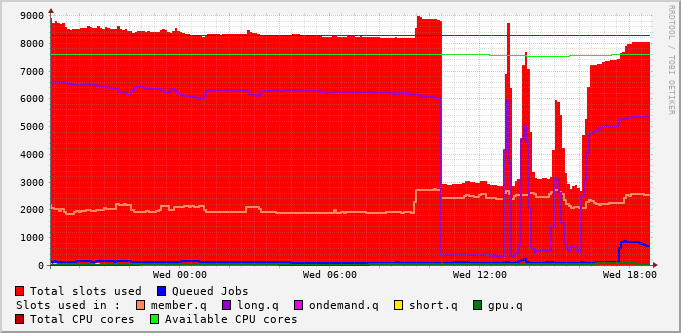 9000
8000
7000
6000
5000
4000
3000
2000
1000
0
Wed 00:00 Wed 06:00 Wed 12:00 Wed 18:00
RRDTOOL / TOBI OETIKER
Total slots used Queued Jobs
Slots used in : member.q long.q ondemand.q short.q gpu.q
Total CPU cores Available CPU cores